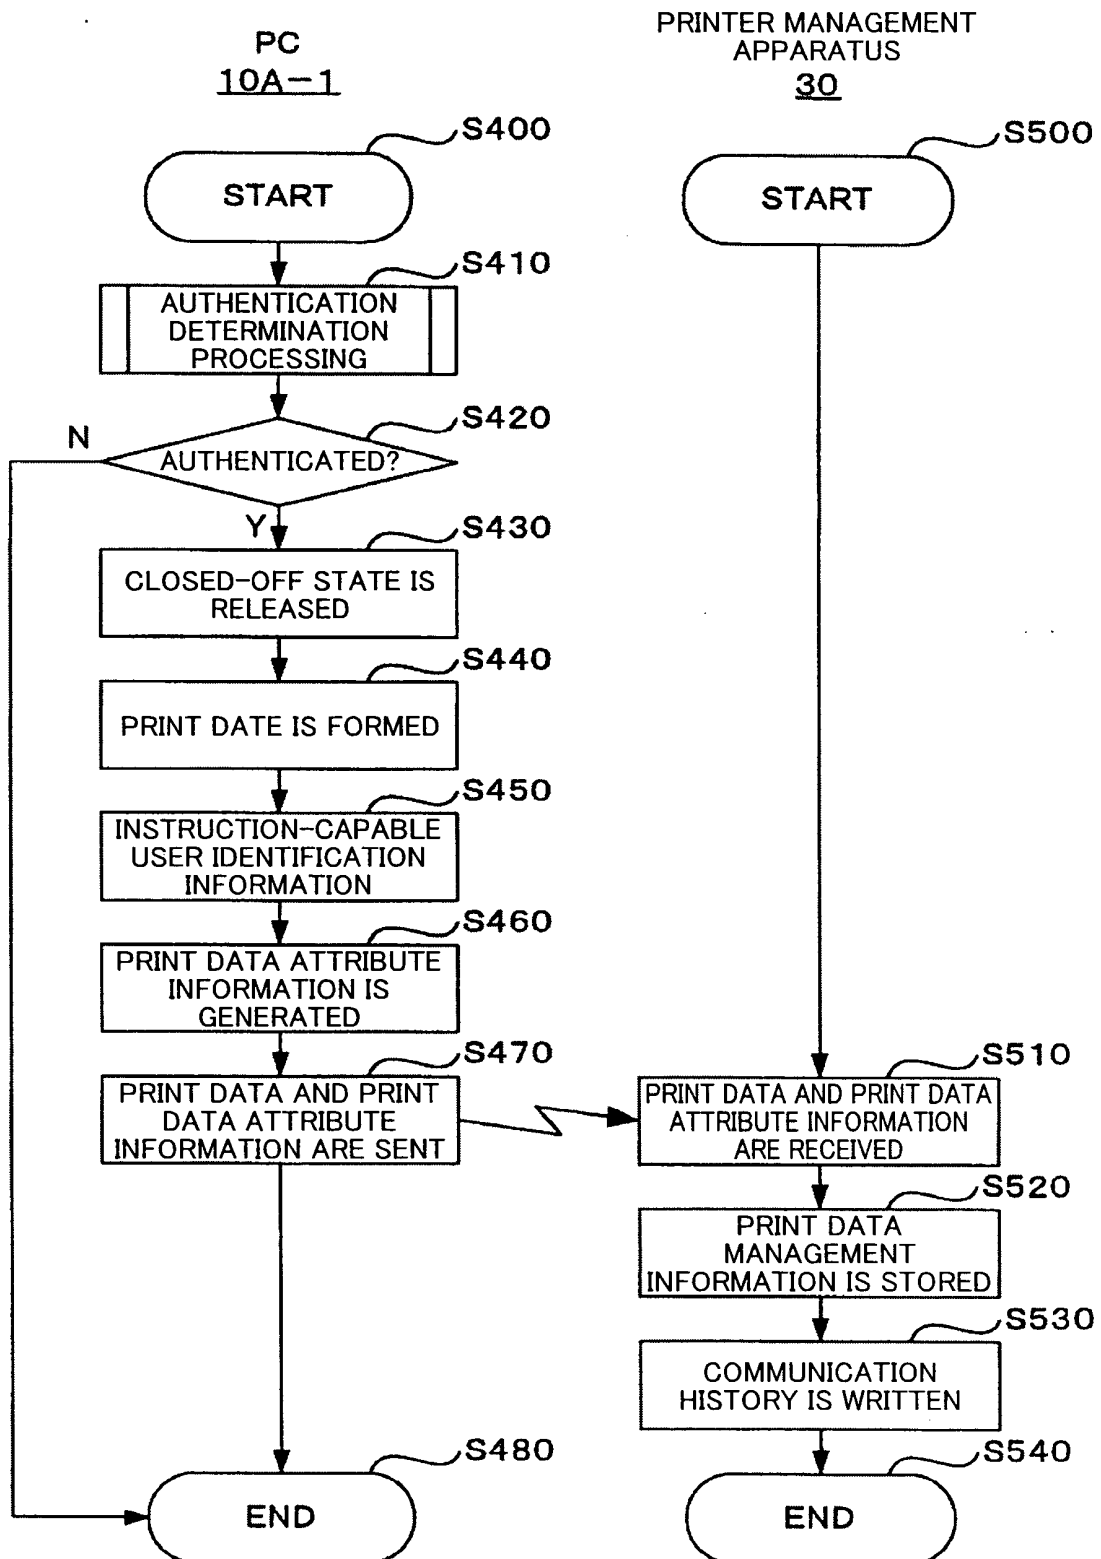 PC
10A-1
S400
START
S410
AUTHENTICATION
DETERMINATION
PROCESSING
S420
N
AUTHENTICATED?
Y
S430
CLOSED-OFF STATE IS
RELEASED
S440
PRINT DATE IS FORMED
S450
INSTRUCTION-CAPABLE
USER IDENTIFICATION
INFORMATION
S460
PRINT DATA ATTRIBUTE
INFORMATION IS
GENERATED
S470
PRINT DATA AND PRINT
DATA ATTRIBUTE
INFORMATION ARE SENT
S480
END
PRINTER MANAGEMENT
APPARATUS
30
S500
START
S510
PRINT DATA AND PRINT DATA
ATTRIBUTE INFORMATION
ARE RECEIVED
S520
PRINT DATA
MANAGEMENT
INFORMATION IS STORED
S530
COMMUNICATION
HISTORY IS WRITTEN
S540
END